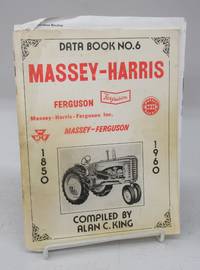 DATA BOOK NO.6
MASSEY-HARRIS
FERGUSON
Ferguson
Massey-Harris-Ferguson Inc.
MASSEY-FERGUSON
1850
1960
COMPILED BY
ALAN C. KING